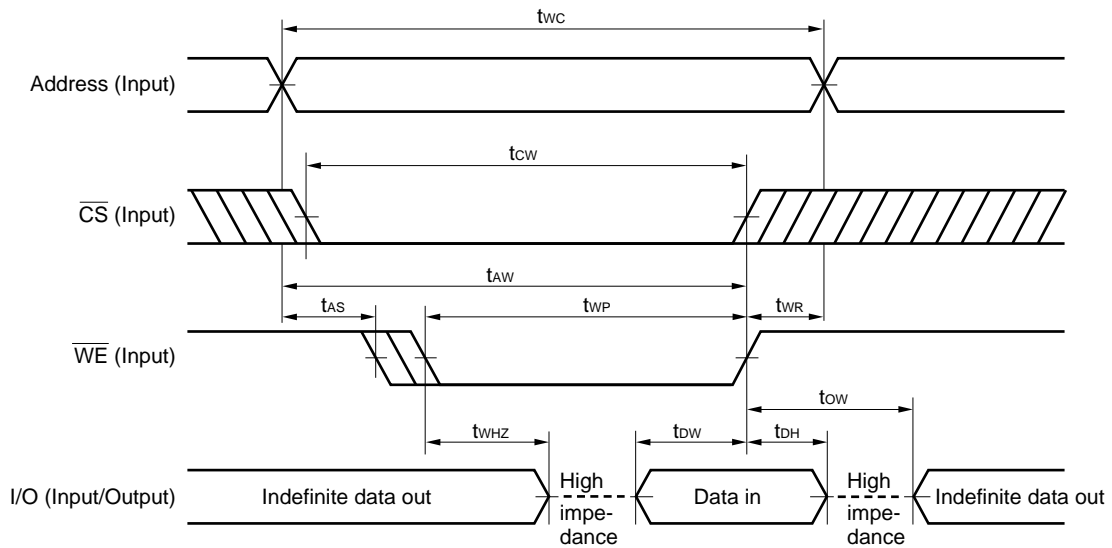 tWC
Address (Input)
tCW
CS (Input)
tAW
tAS
tWP
tWR
WE (Input)
tOW
tWHZ
tDW
tDH
I/O (Input/Output)
Indefinite data out
High
impe-
dance
Data in
High
impe-
dance
Indefinite data out